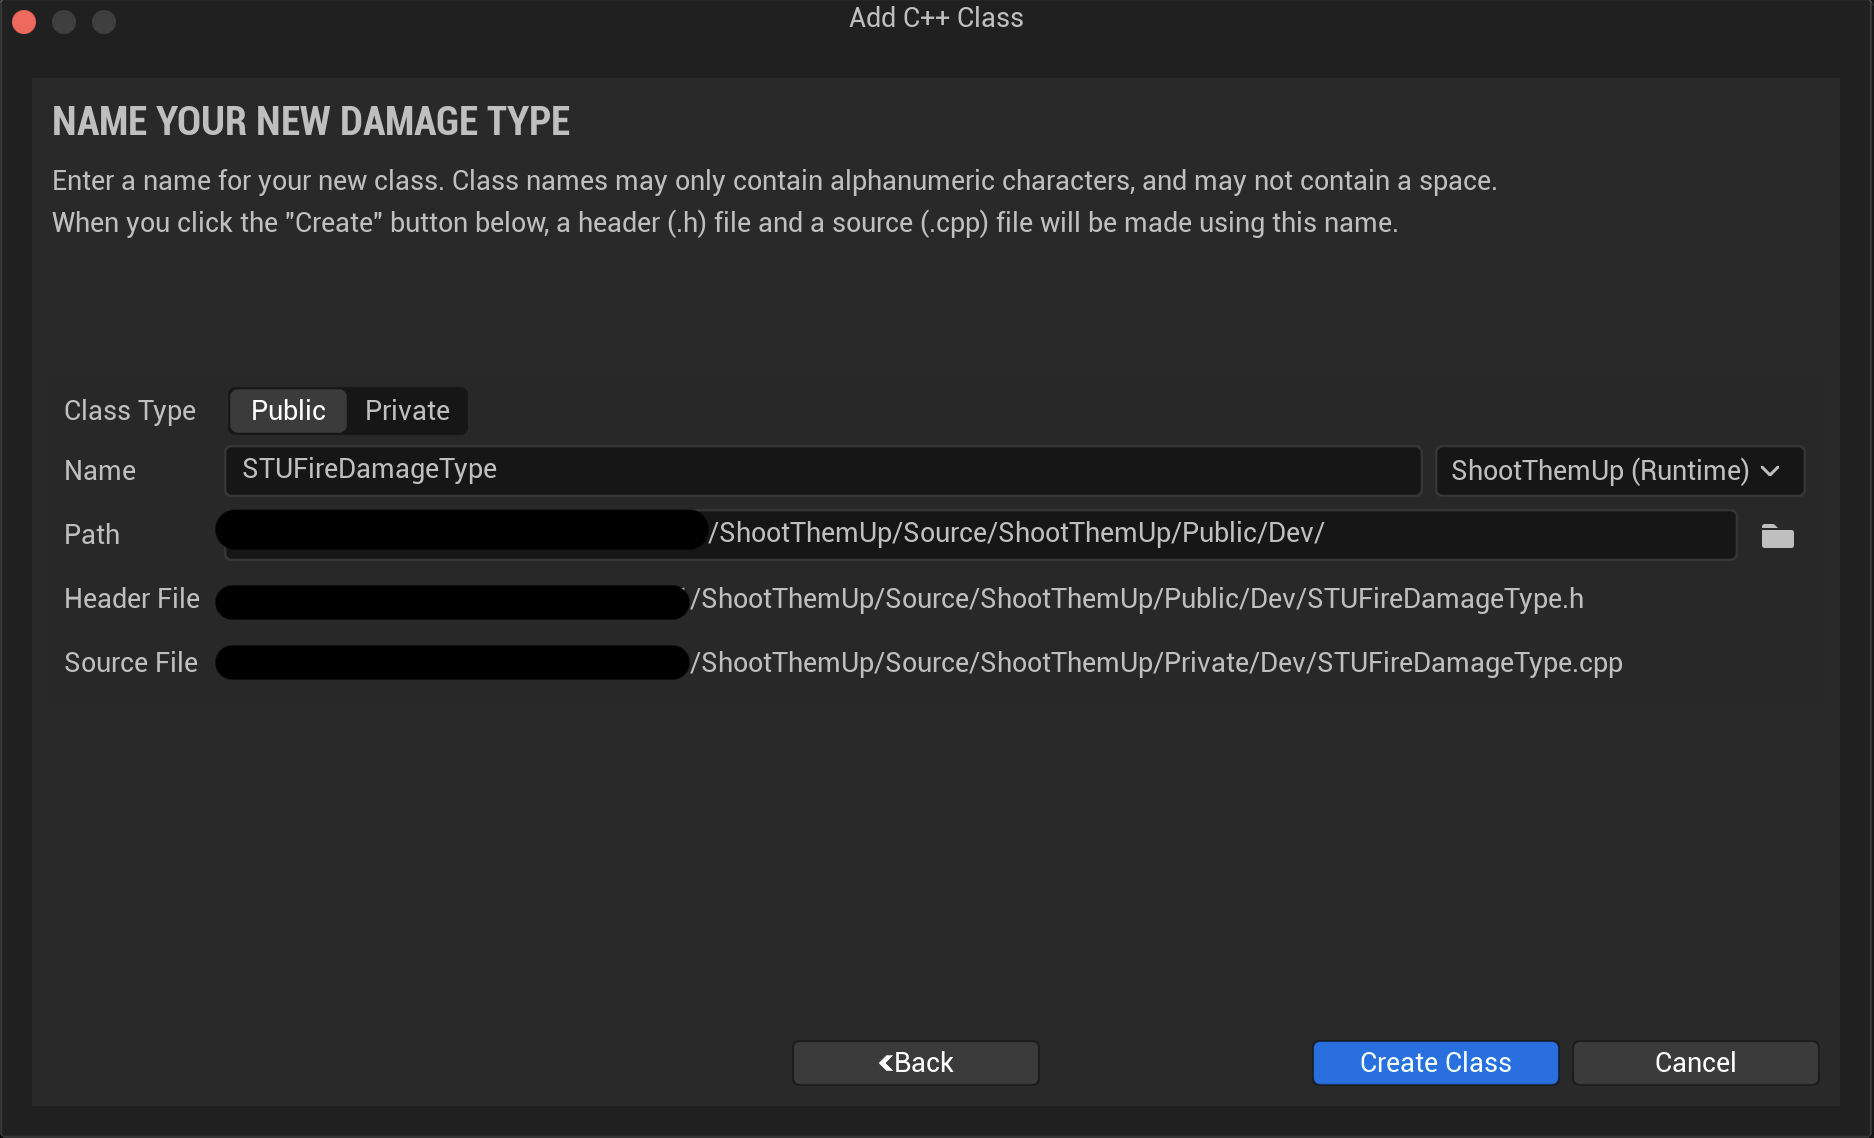 Add C++ Class
NAME YOUR NEW DAMAGE TYPE
Enter a name for your new class. Class names may only contain alphanumeric characters, and may not contain a space.
When you click the "Create" button below, a header (.h) file and a source (.cpp) file will be made using this name.
Class Type Public Private
Name STUFireDamageType ShootThemUp (Runtime)
Path /ShootThemUp/Source/ShootThemUp/Public/Dev/
Header File /ShootThemUp/Source/ShootThemUp/Public/Dev/STUFireDamageType.h
Source File /ShootThemUp/Source/ShootThemUp/Private/Dev/STUFireDamageType.cpp
Back Create Class Cancel